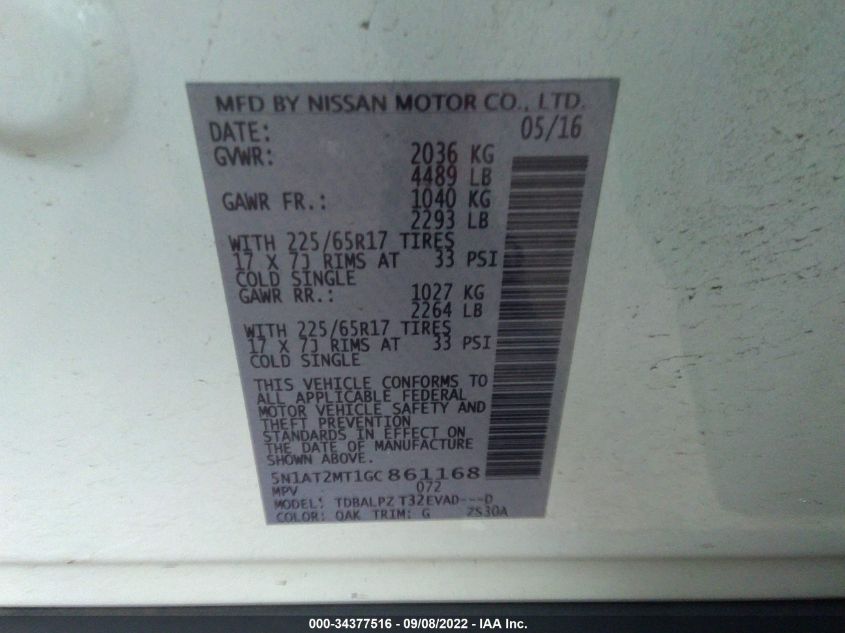 MFD BY NISSAN MOTOR CO., LTD.
DATE: 05/16
GVWR: 2036 KG
4489 LB
GAWR FR.: 1040 KG
2293 LB
WITH 225/65R17 TIRES
17 X 7J RIMS AT 33 PSI
COLD SINGLE
GAWR RR.: 1027 KG
2264 LB
WITH 225/65R17 TIRES
17 X 7J RIMS AT 33 PSI
COLD SINGLE
THIS VEHICLE CONFORMS TO
ALL APPLICABLE FEDERAL
MOTOR VEHICLE SAFETY AND
THEFT PREVENTION
STANDARDS IN EFFECT ON
THE DATE OF MANUFACTURE
SHOWN ABOVE.
5N1AT2MT1GC861168
MPV 072
MODEL: TDBALPZ T32EVAD---D
COLOR: QAK TRIM: G ZS30A
000-34377516 - 09/08/2022 - IAA Inc.